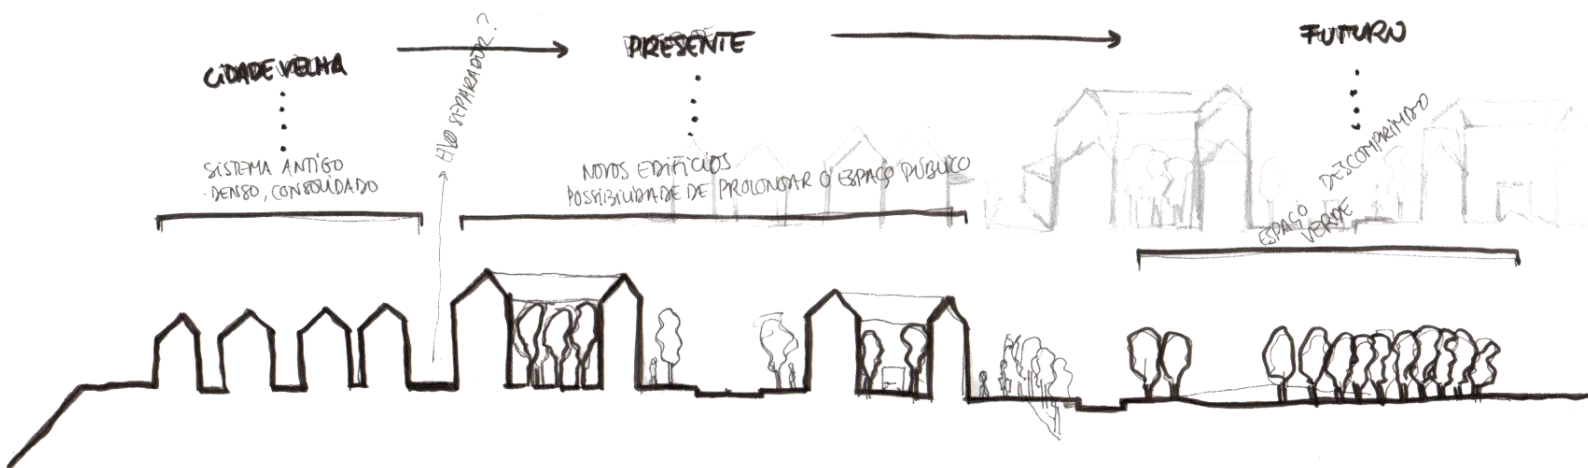 CIDADE VELHA
PRESENTE
FUTURO
SISTEMA ANTIGO
· DENSO, CONSOLIDADO
EIXO SEPARADOR?
NOVOS EDIFÍCIOS
POSSIBILIDADE DE PROLONGAR O ESPAÇO PÚBLICO
ESPAÇO
VERDE
DESCOMPRIMIDO